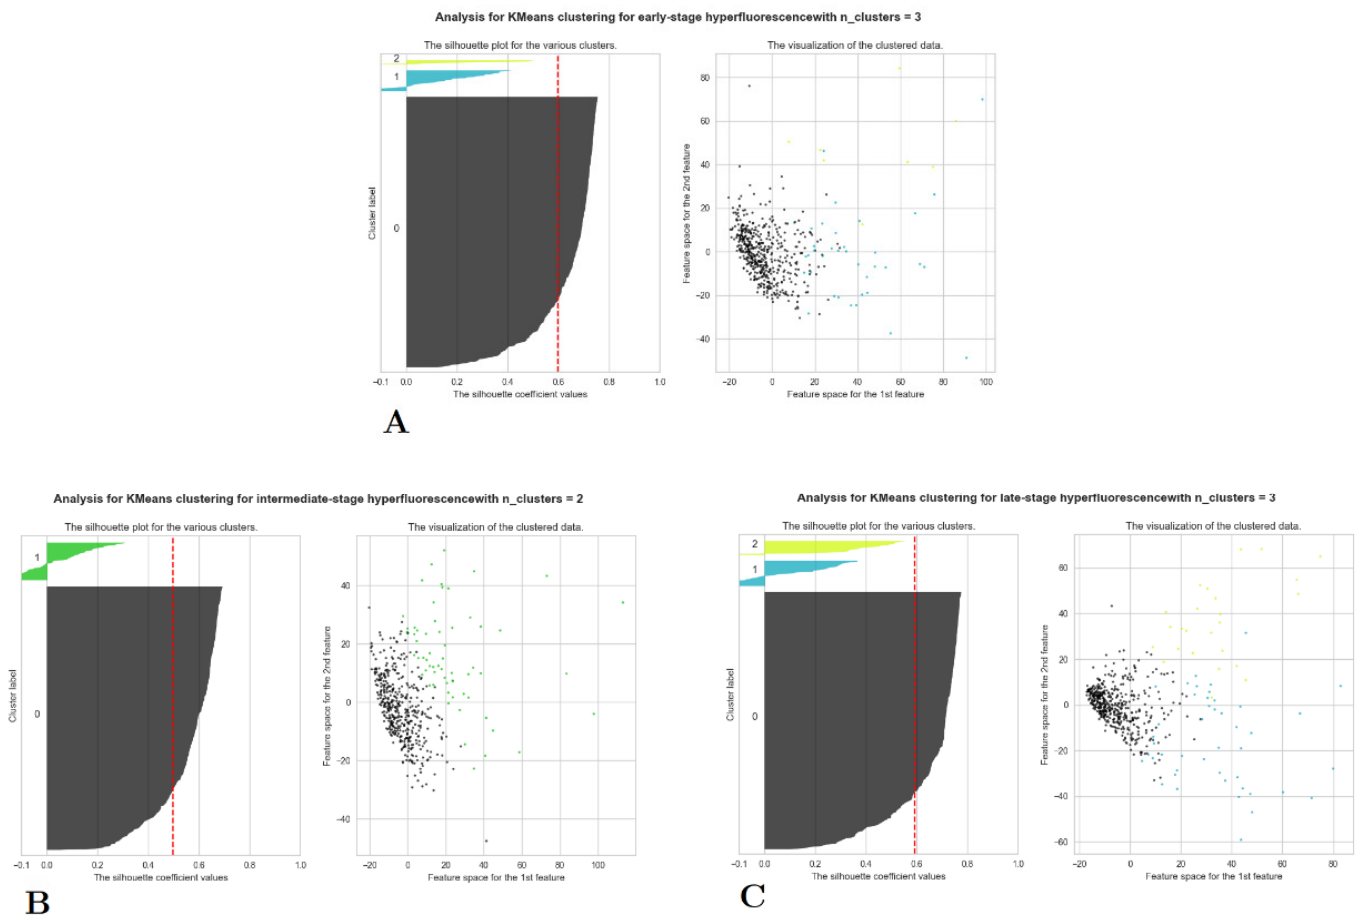 Analysis for KMeans clustering for early-stage hyperfluorescencewith n_clusters = 3
The silhouette plot for the various clusters.
2
1
0
Cluster label
−0.1 0.0 0.2 0.4 0.6 0.8 1.0
The silhouette coefficient values
The visualization of the clustered data.
80
60
40
20
0
−20
−40
Feature space for the 2nd feature
−20 0 20 40 60 80 100
Feature space for the 1st feature
A
Analysis for KMeans clustering for intermediate-stage hyperfluorescencewith n_clusters = 2
The silhouette plot for the various clusters.
1
0
Cluster label
−0.1 0.0 0.2 0.4 0.6 0.8 1.0
The silhouette coefficient values
The visualization of the clustered data.
40
20
0
−20
−40
Feature space for the 2nd feature
−20 0 20 40 60 80 100
Feature space for the 1st feature
B
Analysis for KMeans clustering for late-stage hyperfluorescencewith n_clusters = 3
The silhouette plot for the various clusters.
2
1
0
Cluster label
−0.1 0.0 0.2 0.4 0.6 0.8 1.0
The silhouette coefficient values
The visualization of the clustered data.
60
40
20
0
−20
−40
−60
Feature space for the 2nd feature
−20 0 20 40 60 80
Feature space for the 1st feature
C